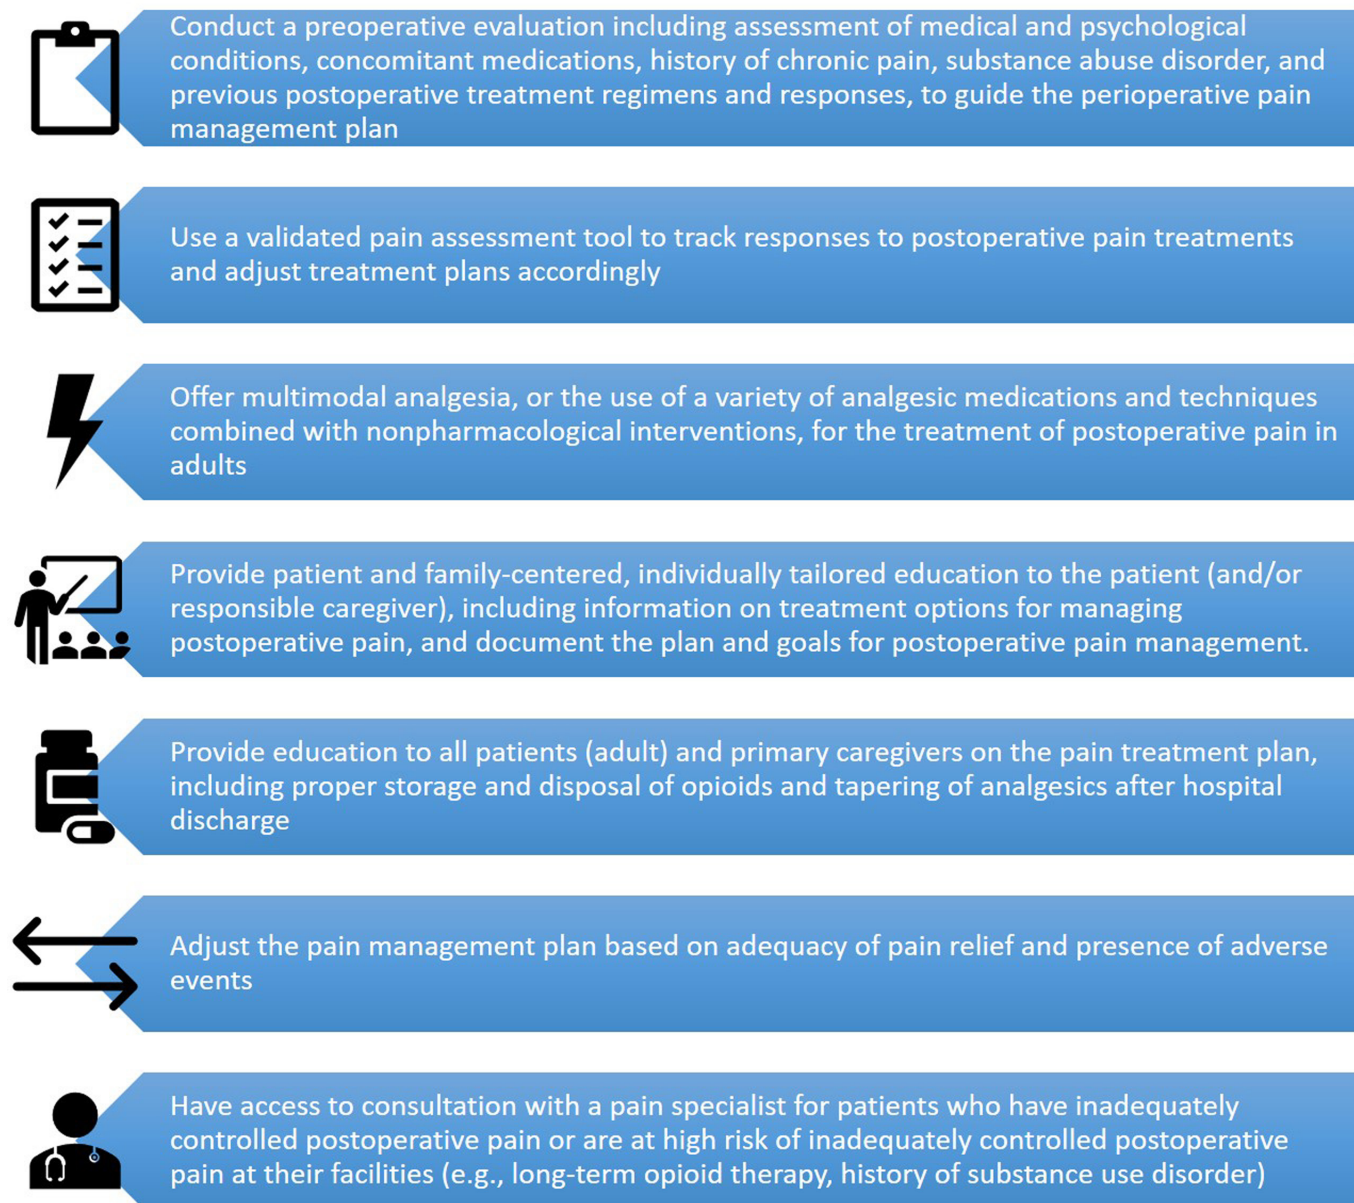 Conduct a preoperative evaluation including assessment of medical and psychological
conditions, concomitant medications, history of chronic pain, substance abuse disorder, and
previous postoperative treatment regimens and responses, to guide the perioperative pain
management plan
Use a validated pain assessment tool to track responses to postoperative pain treatments
and adjust treatment plans accordingly
Offer multimodal analgesia, or the use of a variety of analgesic medications and techniques
combined with nonpharmacological interventions, for the treatment of postoperative pain in
adults
Provide patient and family-centered, individually tailored education to the patient (and/or
responsible caregiver), including information on treatment options for managing
postoperative pain, and document the plan and goals for postoperative pain management.
Provide education to all patients (adult) and primary caregivers on the pain treatment plan,
including proper storage and disposal of opioids and tapering of analgesics after hospital
discharge
Adjust the pain management plan based on adequacy of pain relief and presence of adverse
events
Have access to consultation with a pain specialist for patients who have inadequately
controlled postoperative pain or are at high risk of inadequately controlled postoperative
pain at their facilities (e.g., long-term opioid therapy, history of substance use disorder)